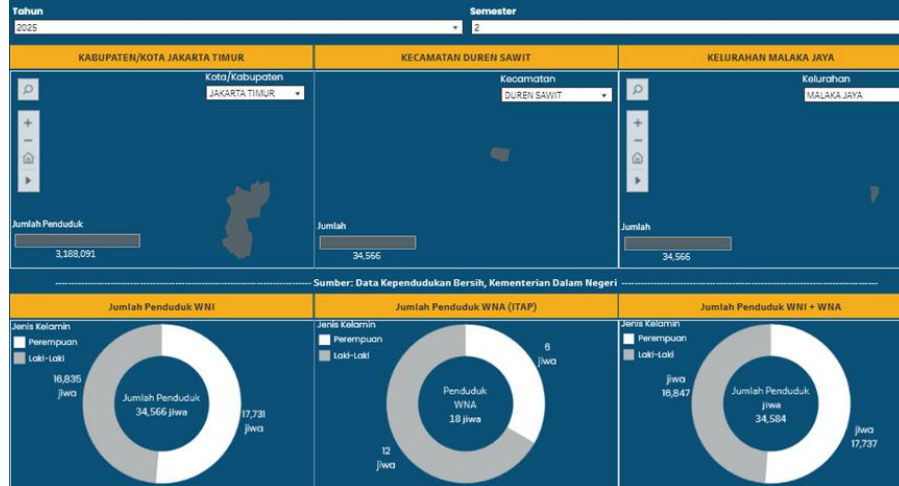 Tahun
Semester
2025
2
KABUPATEN/KOTA JAKARTA TIMUR
KECAMATAN DUREN SAWIT
KELURAHAN MALAKA JAYA
Kota/Kabupaten
JAKARTA TIMUR
Kecamatan
DUREN SAWIT
Kelurahan
MALAKA JAYA
Jumlah Penduduk
3,188,091
Jumlah
34,566
Jumlah
34,566
Sumber: Data Kependudukan Bersih, Kementerian Dalam Negeri
Jumlah Penduduk WNI
Jumlah Penduduk WNA (ITAP)
Jumlah Penduduk WNI + WNA
Jenis Kelamin
Perempuan
Laki-Laki
16,835
jiwa
Jumlah Penduduk
34,566 jiwa
17,731
jiwa
Jenis Kelamin
Perempuan
Laki-Laki
6
jiwa
Penduduk
WNA
18 jiwa
12
jiwa
Jenis Kelamin
Perempuan
Laki-Laki
jiwa
16,847
Jumlah Penduduk
jiwa
34,584
jiwa
17,737